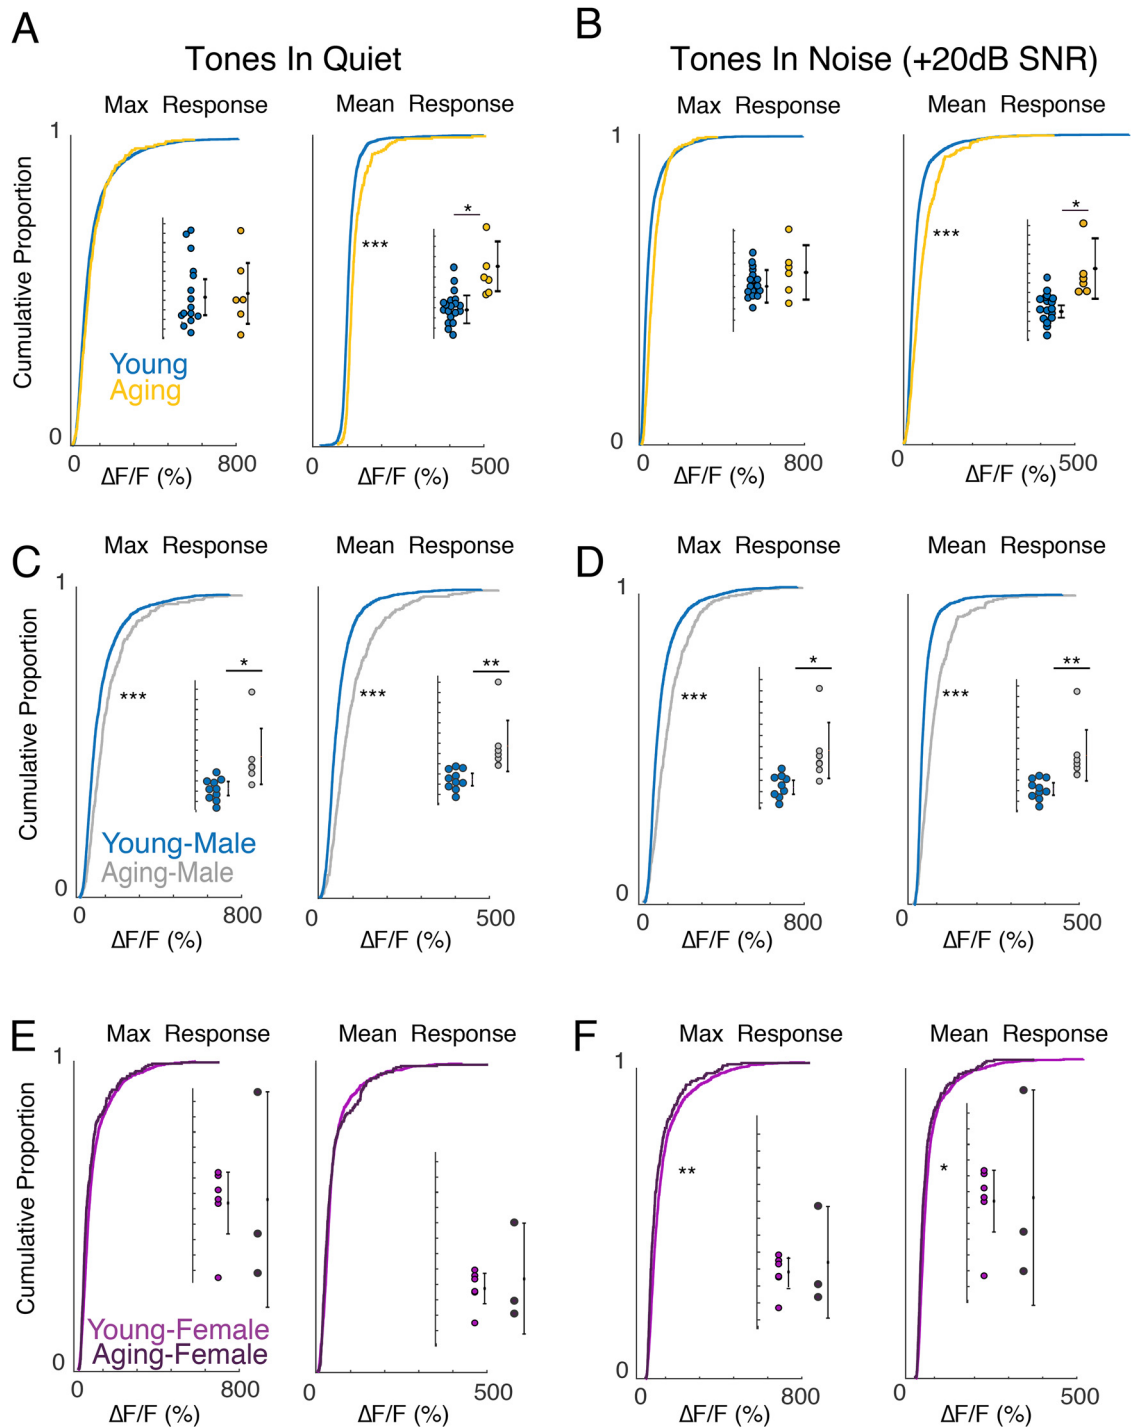 A
B
Tones In Quiet
Tones In Noise (+20dB SNR)
Max Response
Mean Response
Max Response
Mean Response
Cumulative Proportion
1
0
***
*
Young
Aging
0
800
ΔF/F (%)
0
500
ΔF/F (%)
1
0
***
*
0
800
ΔF/F (%)
0
500
ΔF/F (%)
C
D
Max Response
Mean Response
Max Response
Mean Response
Cumulative Proportion
1
0
***
*
***
**
Young-Male
Aging-Male
0
800
ΔF/F (%)
0
500
ΔF/F (%)
1
0
***
*
***
**
0
800
ΔF/F (%)
0
500
ΔF/F (%)
E
F
Max Response
Mean Response
Max Response
Mean Response
Cumulative Proportion
1
0
Young-Female
Aging-Female
0
800
ΔF/F (%)
0
500
ΔF/F (%)
1
0
**
*
0
800
ΔF/F (%)
0
500
ΔF/F (%)